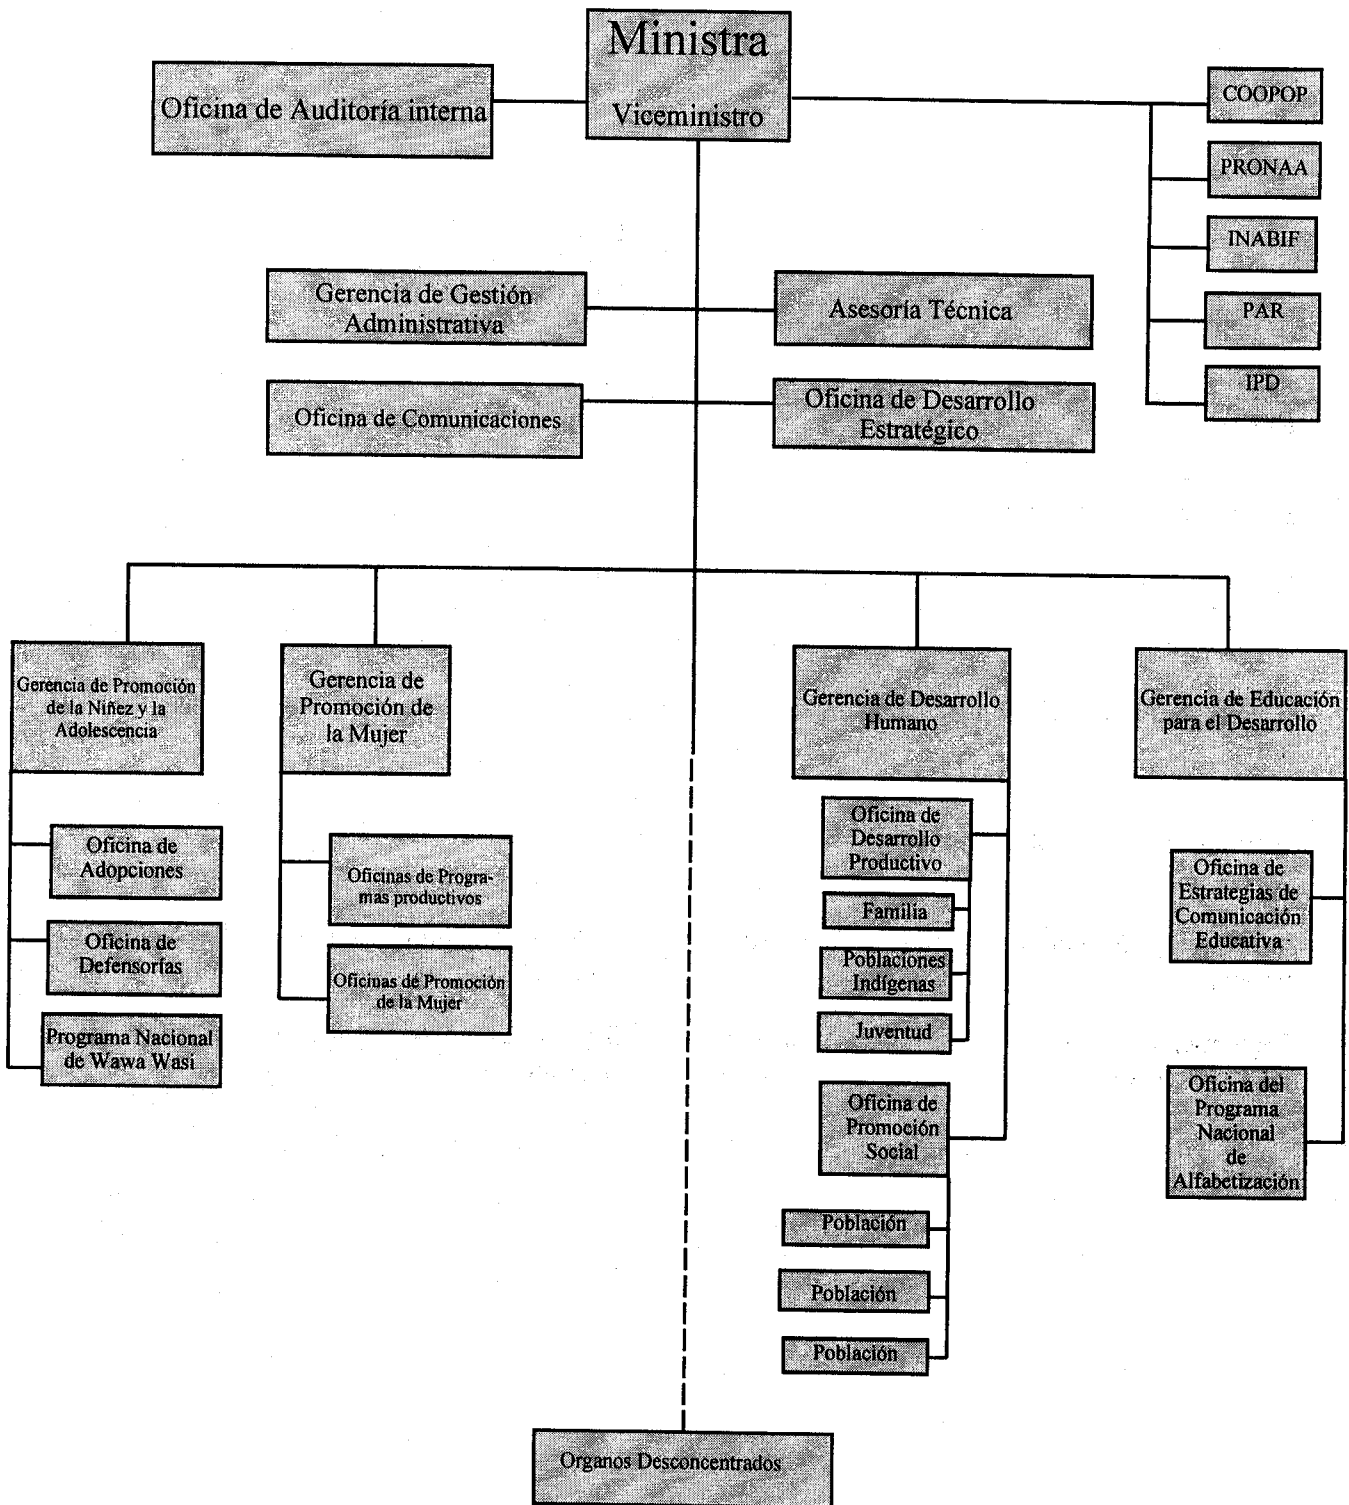 Ministra
Viceministro
Oficina de Auditoría interna
COOPOP
PRONAA
INABIF
PAR
IPD
Gerencia de Gestión
Administrativa
Asesoría Técnica
Oficina de Comunicaciones
Oficina de Desarrollo
Estratégico
Gerencia de Promoción
de la Niñez y la
Adolescencia
Oficina de
Adopciones
Oficina de
Defensorías
Programa Nacional
de Wawa Wasi
Gerencia de
Promoción de
la Mujer
Oficinas de Progra-
mas productivos
Oficinas de Promoción
de la Mujer
Gerencia de Desarrollo
Humano
Oficina de
Desarrollo
Productivo
Familia
Poblaciones
Indígenas
Juventud
Oficina de
Promoción
Social
Población
Población
Población
Gerencia de Educación
para el Desarrollo
Oficina de
Estrategias de
Comunicación
Educativa
Oficina del
Programa
Nacional
de
Alfabetización
Organos Desconcentrados